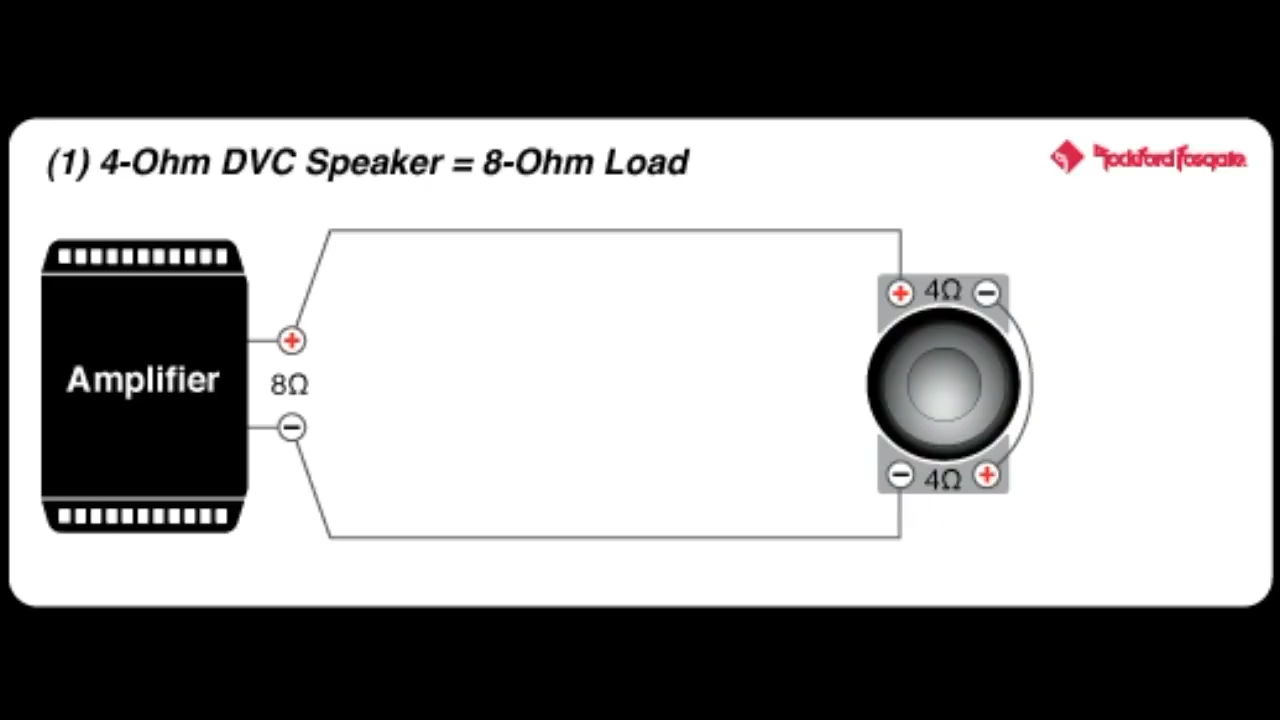 (1) 4-Ohm DVC Speaker = 8-Ohm Load
Rockford Fosgate
Amplifier
+
8Ω
−
+ 4Ω −
− 4Ω +